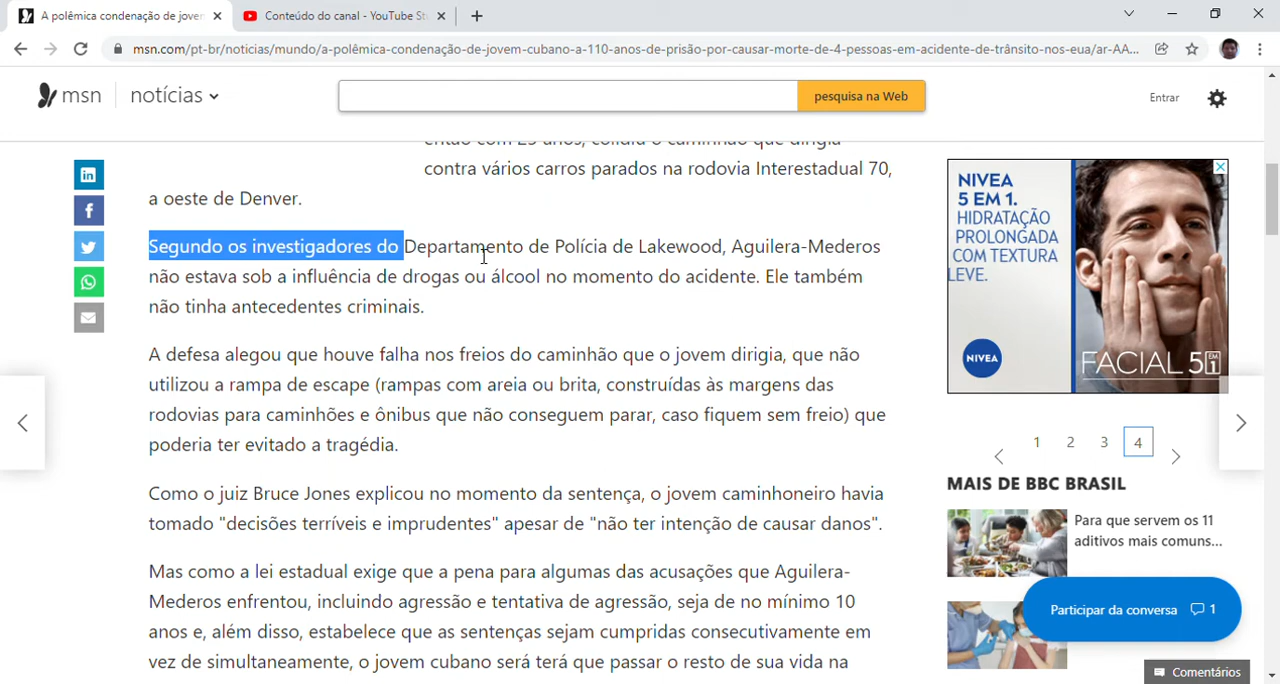 A polêmica condenação de jover
Conteúdo do canal - YouTube St
msn.com/pt-br/noticias/mundo/a-polêmica-condenação-de-jovem-cubano-a-110-anos-de-prisão-por-causar-morte-de-4-pessoas-em-acidente-de-trânsito-nos-eua/ar-AA...
msn
notícias
pesquisa na Web
Entrar
então com 23 anos, colidiu o caminhão que dirigia
contra vários carros parados na rodovia Interestadual 70,
a oeste de Denver.
Segundo os investigadores do Departamento de Polícia de Lakewood, Aguilera-Mederos
não estava sob a influência de drogas ou álcool no momento do acidente. Ele também
não tinha antecedentes criminais.
A defesa alegou que houve falha nos freios do caminhão que o jovem dirigia, que não
utilizou a rampa de escape (rampas com areia ou brita, construídas às margens das
rodovias para caminhões e ônibus que não conseguem parar, caso fiquem sem freio) que
poderia ter evitado a tragédia.
Como o juiz Bruce Jones explicou no momento da sentença, o jovem caminhoneiro havia
tomado "decisões terríveis e imprudentes" apesar de "não ter intenção de causar danos".
Mas como a lei estadual exige que a pena para algumas das acusações que Aguilera-
Mederos enfrentou, incluindo agressão e tentativa de agressão, seja de no mínimo 10
anos e, além disso, estabelece que as sentenças sejam cumpridas consecutivamente em
vez de simultaneamente, o jovem cubano será terá que passar o resto de sua vida na
NIVEA
5 EM 1.
HIDRATAÇÃO
PROLONGADA
COM TEXTURA
LEVE.
NIVEA
FACIAL 5 EM 1
1 2 3 4
MAIS DE BBC BRASIL
Para que servem os 11
aditivos mais comuns...
Participar da conversa 1
Comentários